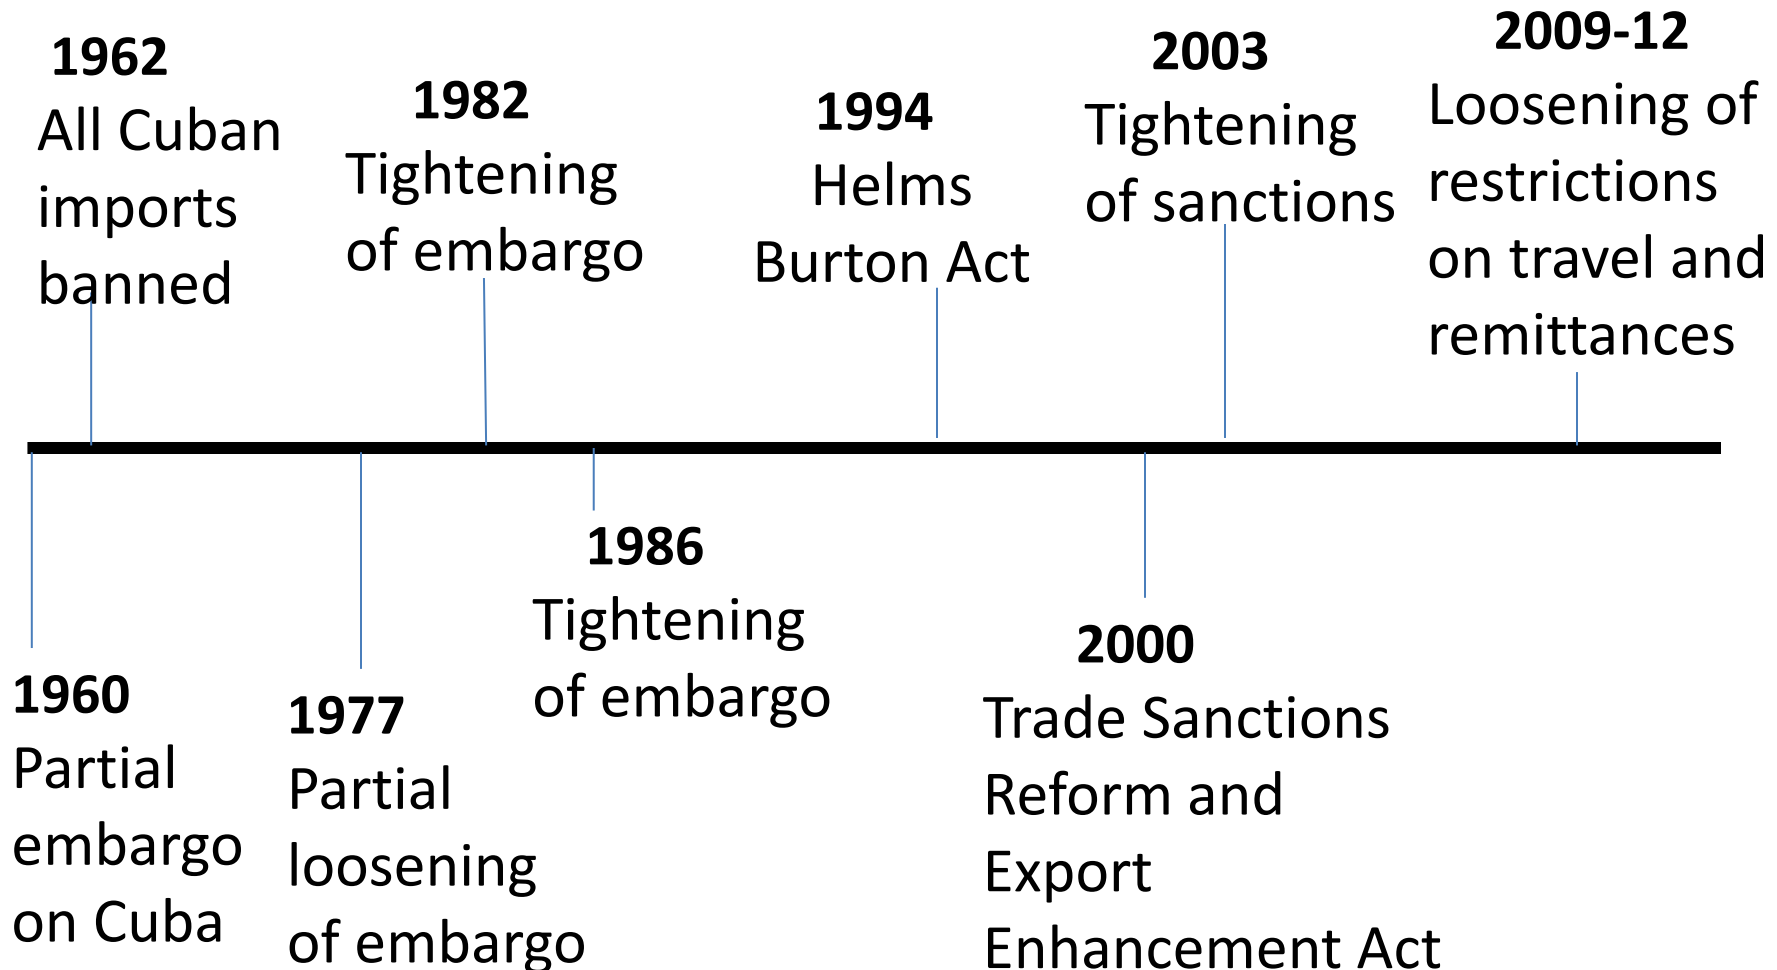 1962
All Cuban
imports
banned
1982
Tightening
of embargo
1994
Helms
Burton Act
2003
Tightening
of sanctions
2009-12
Loosening of
restrictions
on travel and
remittances
1960
Partial
embargo
on Cuba
1977
Partial
loosening
of embargo
1986
Tightening
of embargo
2000
Trade Sanctions
Reform and
Export
Enhancement Act